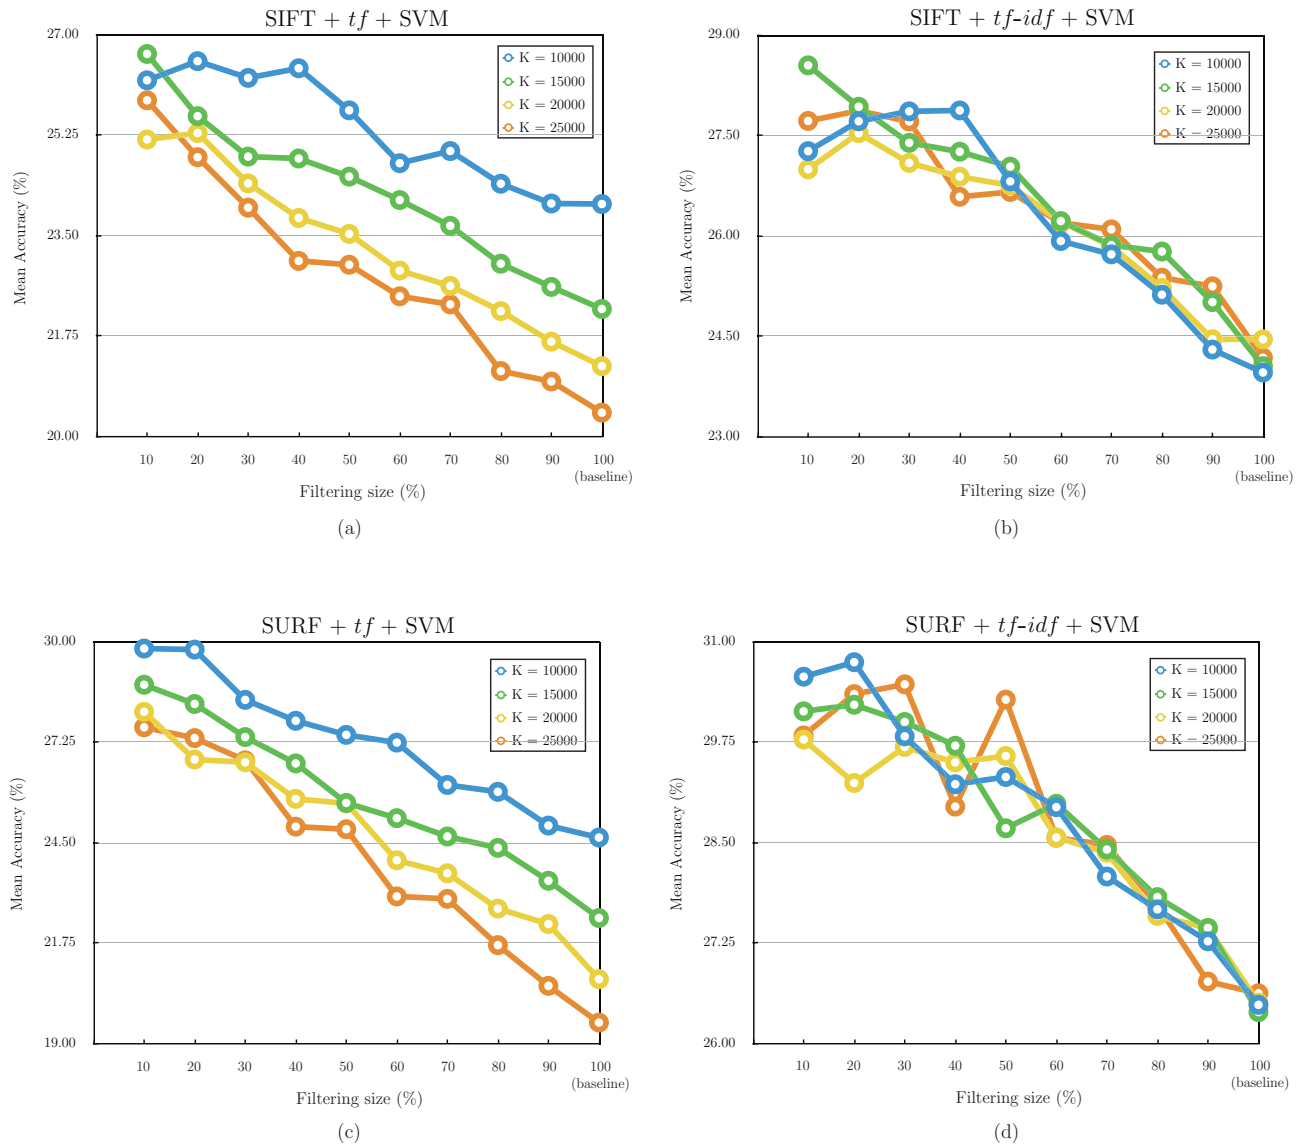 SIFT + tf + SVM
27.00
25.25
23.50
21.75
20.00
Mean Accuracy (%)
K = 10000
K = 15000
K = 20000
K = 25000
10 20 30 40 50 60 70 80 90 100
(baseline)
Filtering size (%)
(a)
SIFT + tf-idf + SVM
29.00
27.50
26.00
24.50
23.00
Mean Accuracy (%)
K = 10000
K = 15000
K = 20000
K = 25000
10 20 30 40 50 60 70 80 90 100
(baseline)
Filtering size (%)
(b)
SURF + tf + SVM
30.00
27.25
24.50
21.75
19.00
Mean Accuracy (%)
K = 10000
K = 15000
K = 20000
K = 25000
10 20 30 40 50 60 70 80 90 100
(baseline)
Filtering size (%)
(c)
SURF + tf-idf + SVM
31.00
29.75
28.50
27.25
26.00
Mean Accuracy (%)
K = 10000
K = 15000
K = 20000
K = 25000
10 20 30 40 50 60 70 80 90 100
(baseline)
Filtering size (%)
(d)